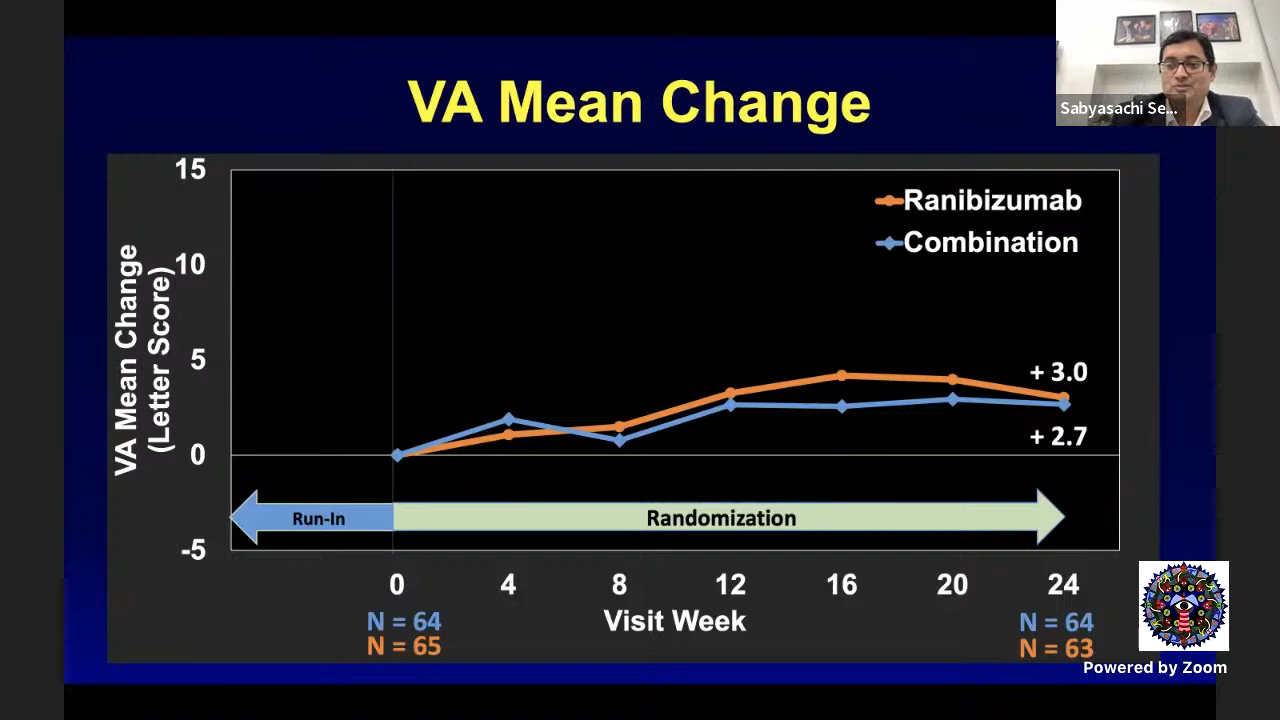 VA Mean Change
Sabyasachi Se...
15
10
5
0
-5
VA Mean Change
(Letter Score)
Ranibizumab
Combination
+ 3.0
+ 2.7
Run-In
Randomization
0 4 8 12 16 20 24
N = 64 Visit Week N = 64
N = 65 N = 63
Powered by Zoom